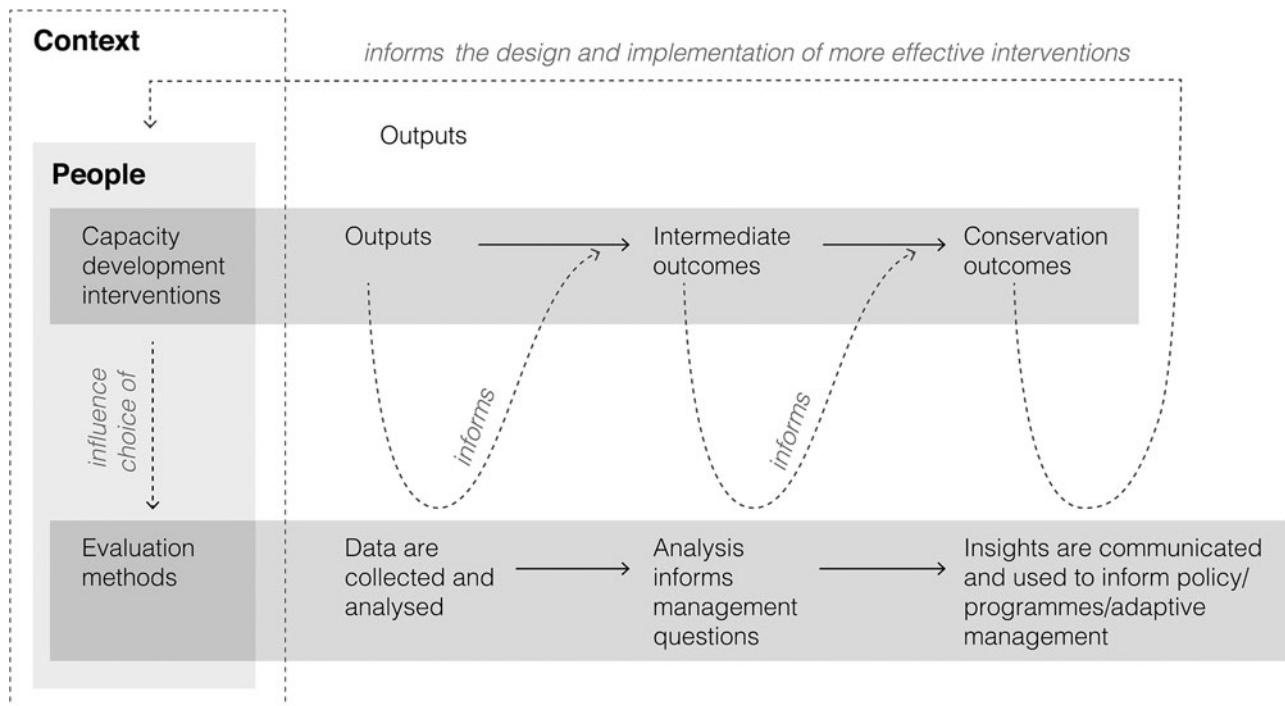 Context
informs the design and implementation of more effective interventions
Outputs
People
Capacity
development
interventions
Outputs
Intermediate
outcomes
Conservation
outcomes
influence
choice of
informs
informs
Evaluation
methods
Data are
collected and
analysed
Analysis
informs
management
questions
Insights are communicated
and used to inform policy/
programmes/adaptive
management